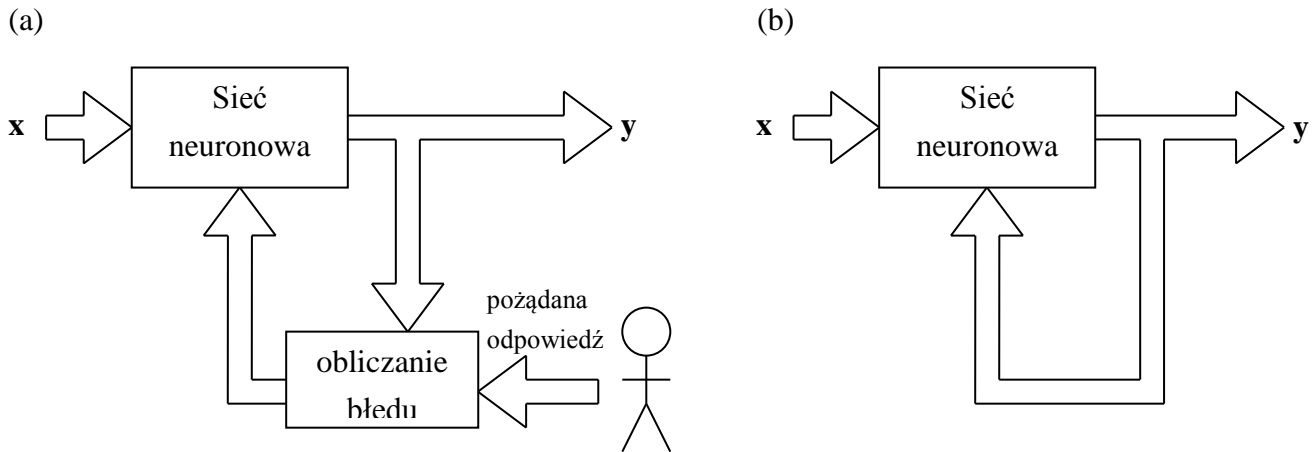 (a)
Sieć
neuronowa
x
y
pożądana
odpowiedź
obliczanie
błędu
(b)
Sieć
neuronowa
x
y